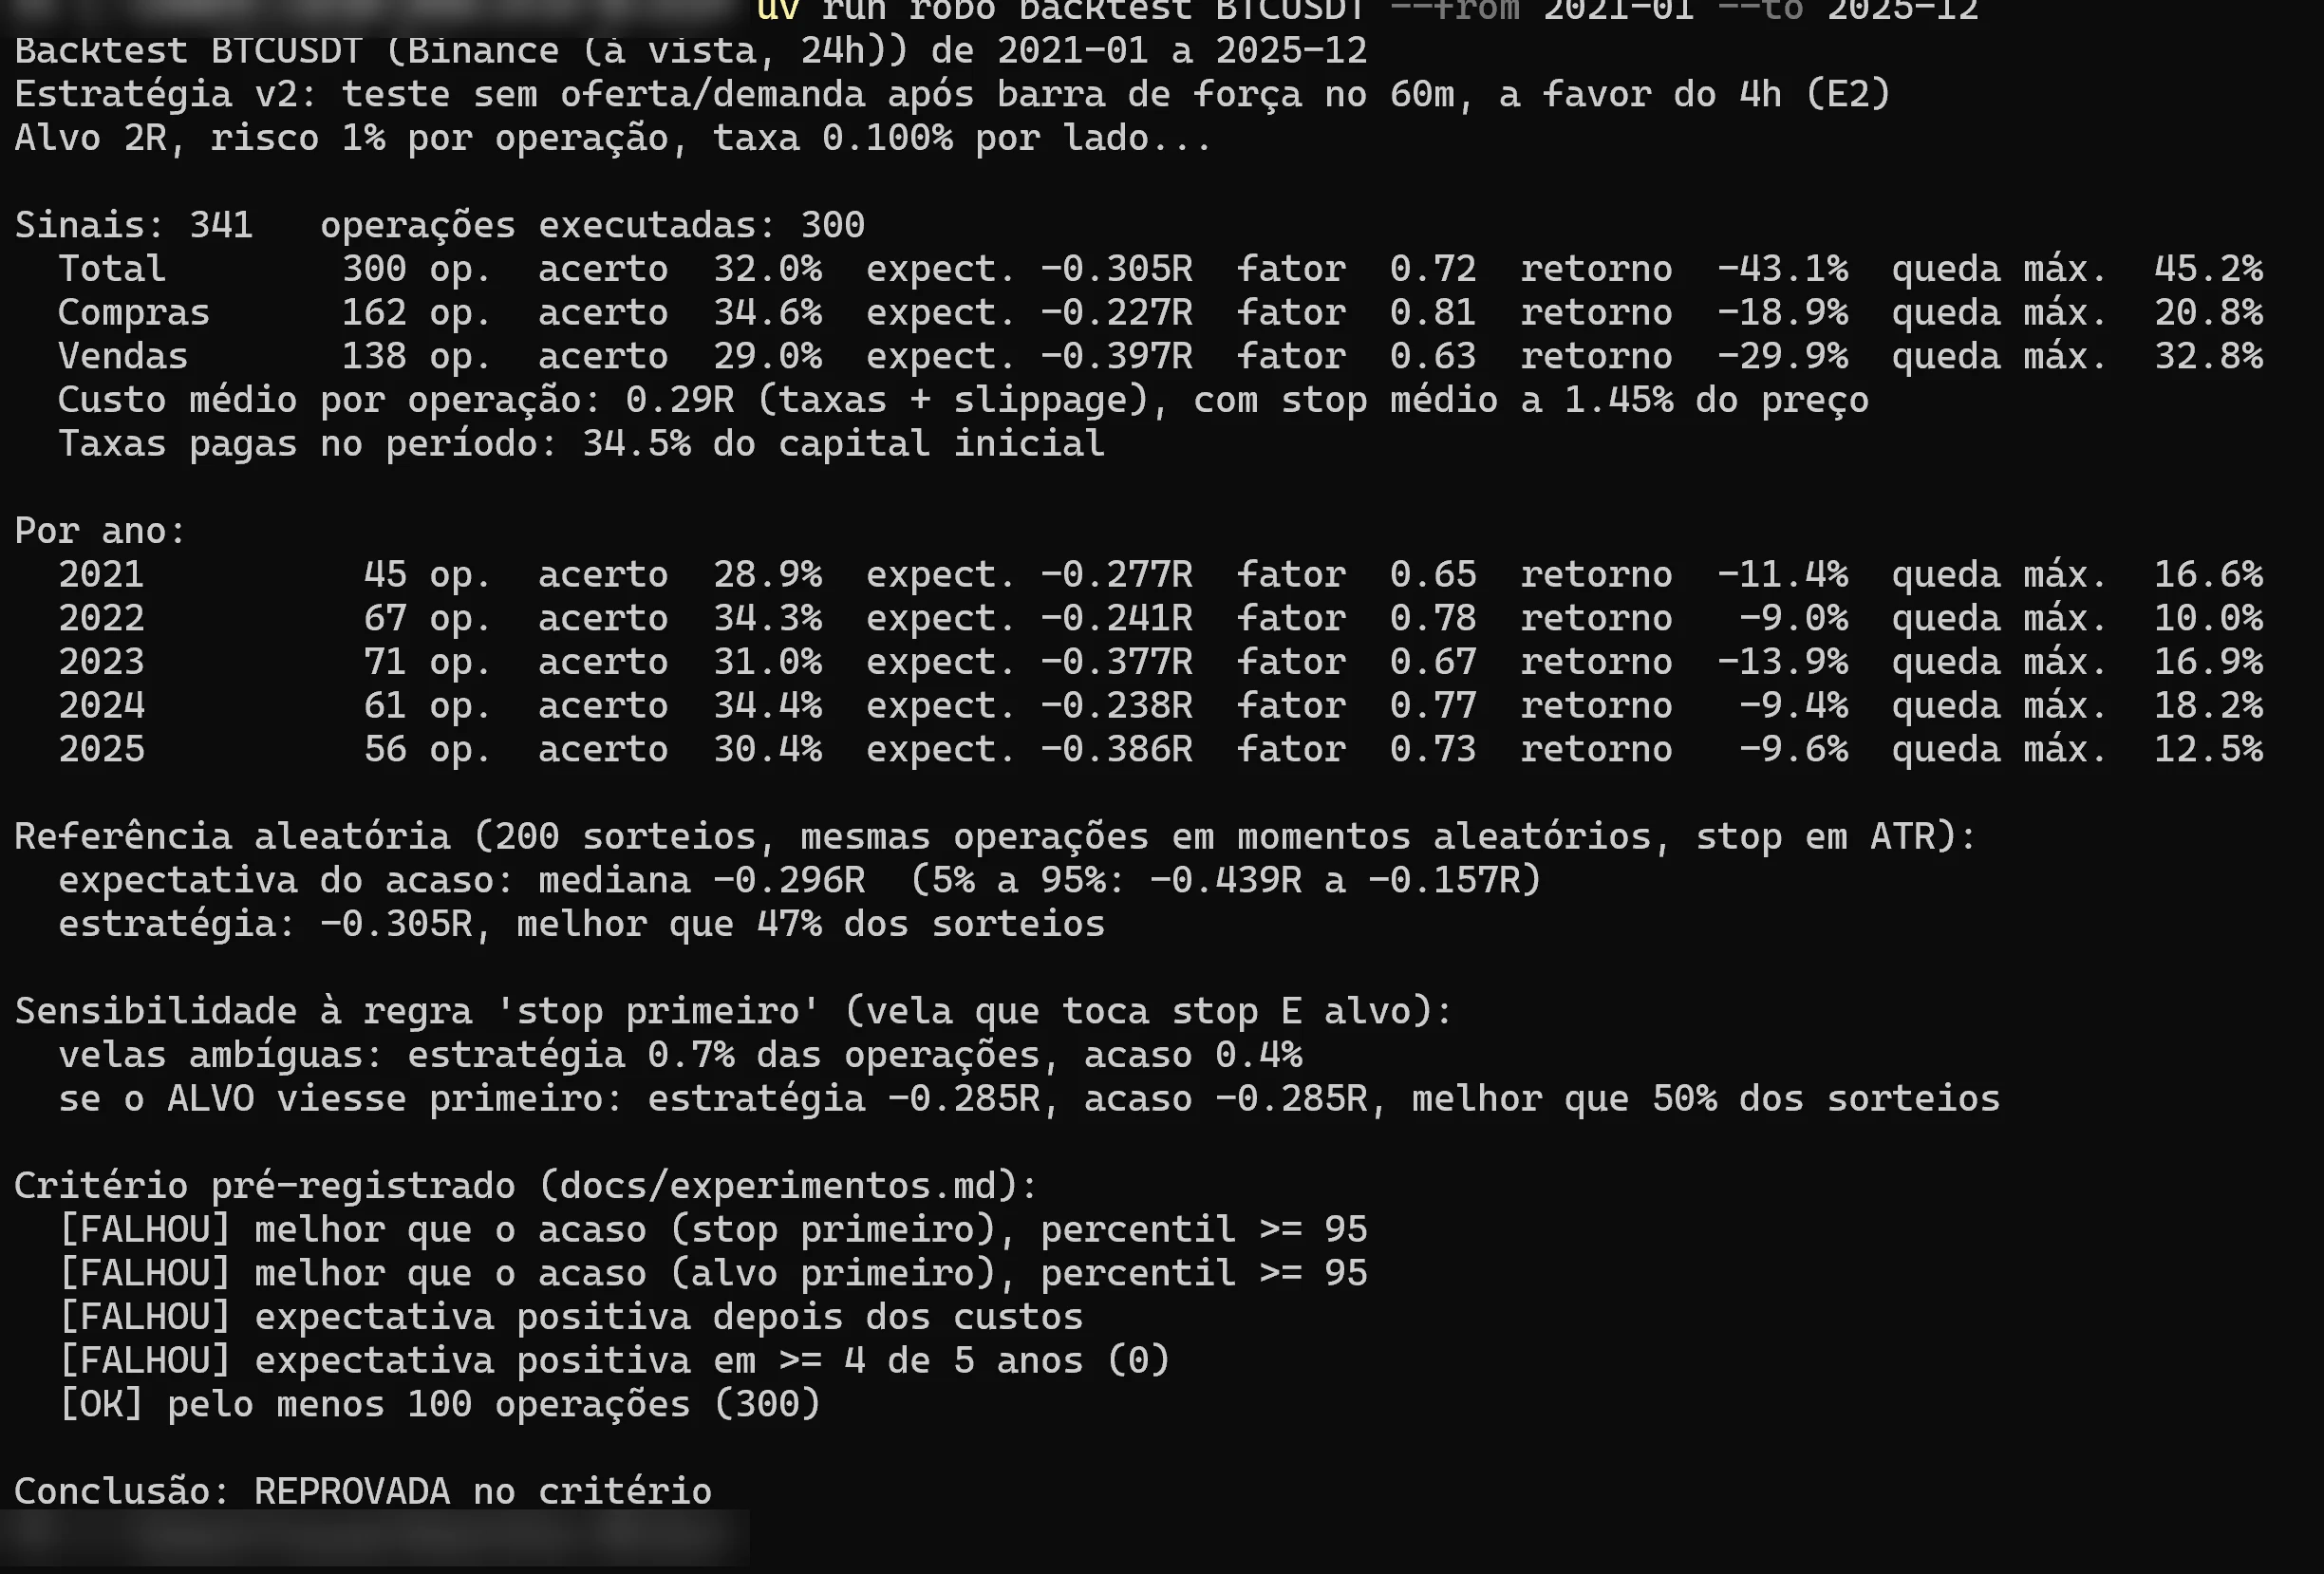 uv run robo backtest BTCUSDT --from 2021-01 --to 2025-12
Backtest BTCUSDT (Binance (à vista, 24h)) de 2021-01 a 2025-12
Estratégia v2: teste sem oferta/demanda após barra de força no 60m, a favor do 4h (E2)
Alvo 2R, risco 1% por operação, taxa 0.100% por lado...
Sinais: 341   operações executadas: 300
  Total        300 op.  acerto  32.0%  expect. -0.305R  fator  0.72  retorno  -43.1%  queda máx.  45.2%
  Compras      162 op.  acerto  34.6%  expect. -0.227R  fator  0.81  retorno  -18.9%  queda máx.  20.8%
  Vendas       138 op.  acerto  29.0%  expect. -0.397R  fator  0.63  retorno  -29.9%  queda máx.  32.8%
  Custo médio por operação: 0.29R (taxas + slippage), com stop médio a 1.45% do preço
  Taxas pagas no período: 34.5% do capital inicial
Por ano:
  2021          45 op.  acerto  28.9%  expect. -0.277R  fator  0.65  retorno  -11.4%  queda máx.  16.6%
  2022          67 op.  acerto  34.3%  expect. -0.241R  fator  0.78  retorno   -9.0%  queda máx.  10.0%
  2023          71 op.  acerto  31.0%  expect. -0.377R  fator  0.67  retorno  -13.9%  queda máx.  16.9%
  2024          61 op.  acerto  34.4%  expect. -0.238R  fator  0.77  retorno   -9.4%  queda máx.  18.2%
  2025          56 op.  acerto  30.4%  expect. -0.386R  fator  0.73  retorno   -9.6%  queda máx.  12.5%
Referência aleatória (200 sorteios, mesmas operações em momentos aleatórios, stop em ATR):
  expectativa do acaso: mediana -0.296R  (5% a 95%: -0.439R a -0.157R)
  estratégia: -0.305R, melhor que 47% dos sorteios
Sensibilidade à regra 'stop primeiro' (vela que toca stop E alvo):
  velas ambíguas: estratégia 0.7% das operações, acaso 0.4%
  se o ALVO viesse primeiro: estratégia -0.285R, acaso -0.285R, melhor que 50% dos sorteios
Critério pré-registrado (docs/experimentos.md):
  [FALHOU] melhor que o acaso (stop primeiro), percentil >= 95
  [FALHOU] melhor que o acaso (alvo primeiro), percentil >= 95
  [FALHOU] expectativa positiva depois dos custos
  [FALHOU] expectativa positiva em >= 4 de 5 anos (0)
  [OK] pelo menos 100 operações (300)
Conclusão: REPROVADA no critério